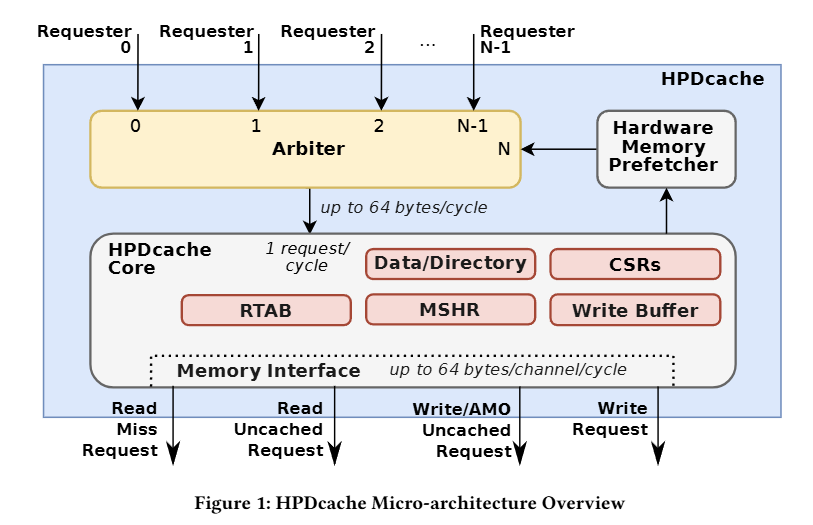 Requester 0
Requester 1
Requester 2
...
Requester N-1
HPDcache
0
1
2
N-1
Arbiter
N
Hardware
Memory
Prefetcher
up to 64 bytes/cycle
HPDcache
Core
1 request/
cycle
Data/Directory
CSRs
RTAB
MSHR
Write Buffer
Memory Interface
up to 64 bytes/channel/cycle
Read
Miss
Request
Read
Uncached
Request
Write/AMO
Uncached
Request
Write
Request
Figure 1: HPDcache Micro-architecture Overview